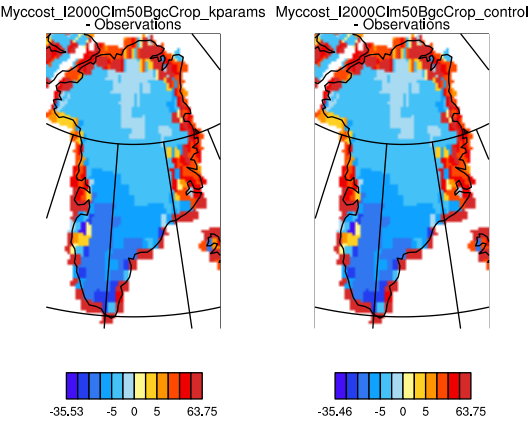 Myccost_I2000Clm50BgcCrop_kparams
- Observations
Myccost_I2000Clm50BgcCrop_control
- Observations
-35.53 -5 0 5 63.75
-35.46 -5 0 5 63.75